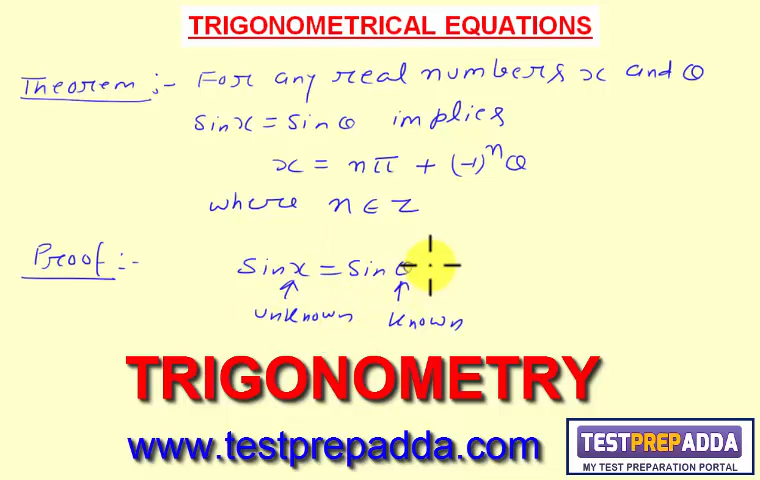 TRIGONOMETRICAL EQUATIONS
Theorem :- For any real numbers x and θ
sin x = sin θ implies
x = nπ + (-1)ⁿ θ
where n ∈ Z
Proof :-
sin x = sin θ
unknown known
TRIGONOMETRY
www.testprepadda.com
TESTPREPADDA
MY TEST PREPARATION PORTAL